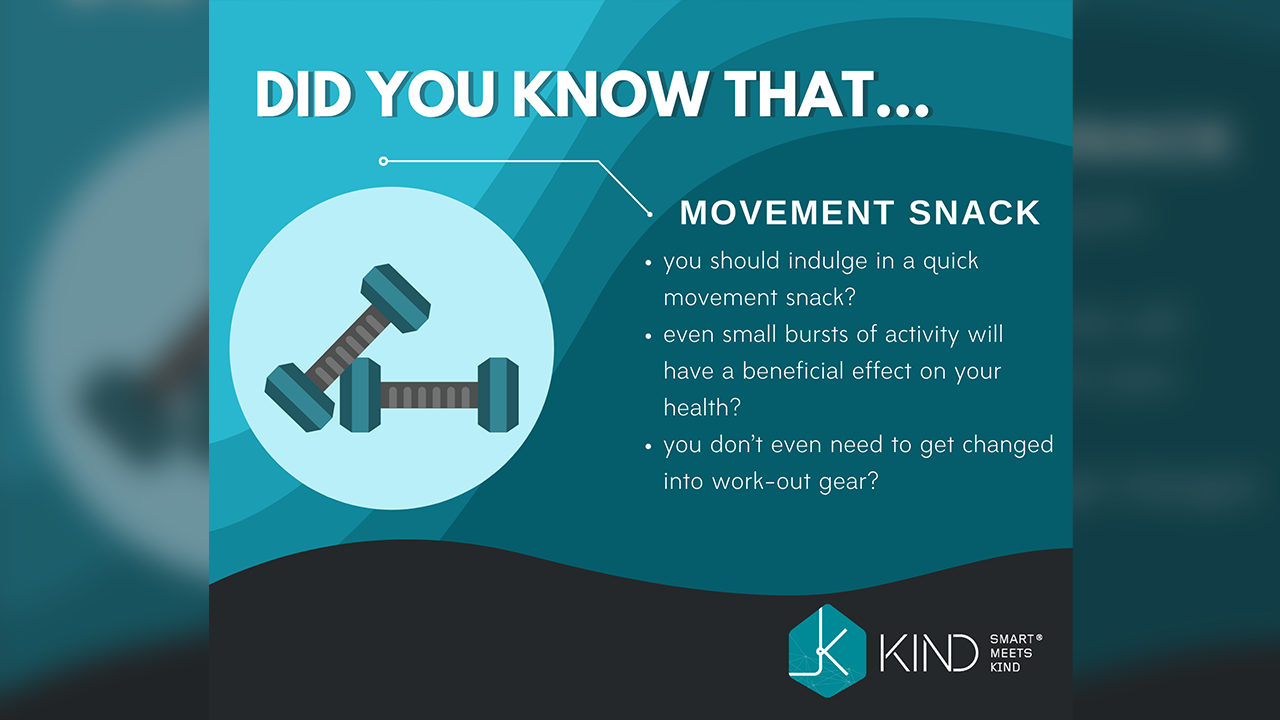 DID YOU KNOW THAT...
MOVEMENT SNACK
• you should indulge in a quick
movement snack?
• even small bursts of activity will
have a beneficial effect on your
health?
• you don't even need to get changed
into work-out gear?
KIND
SMART®
MEETS
KIND